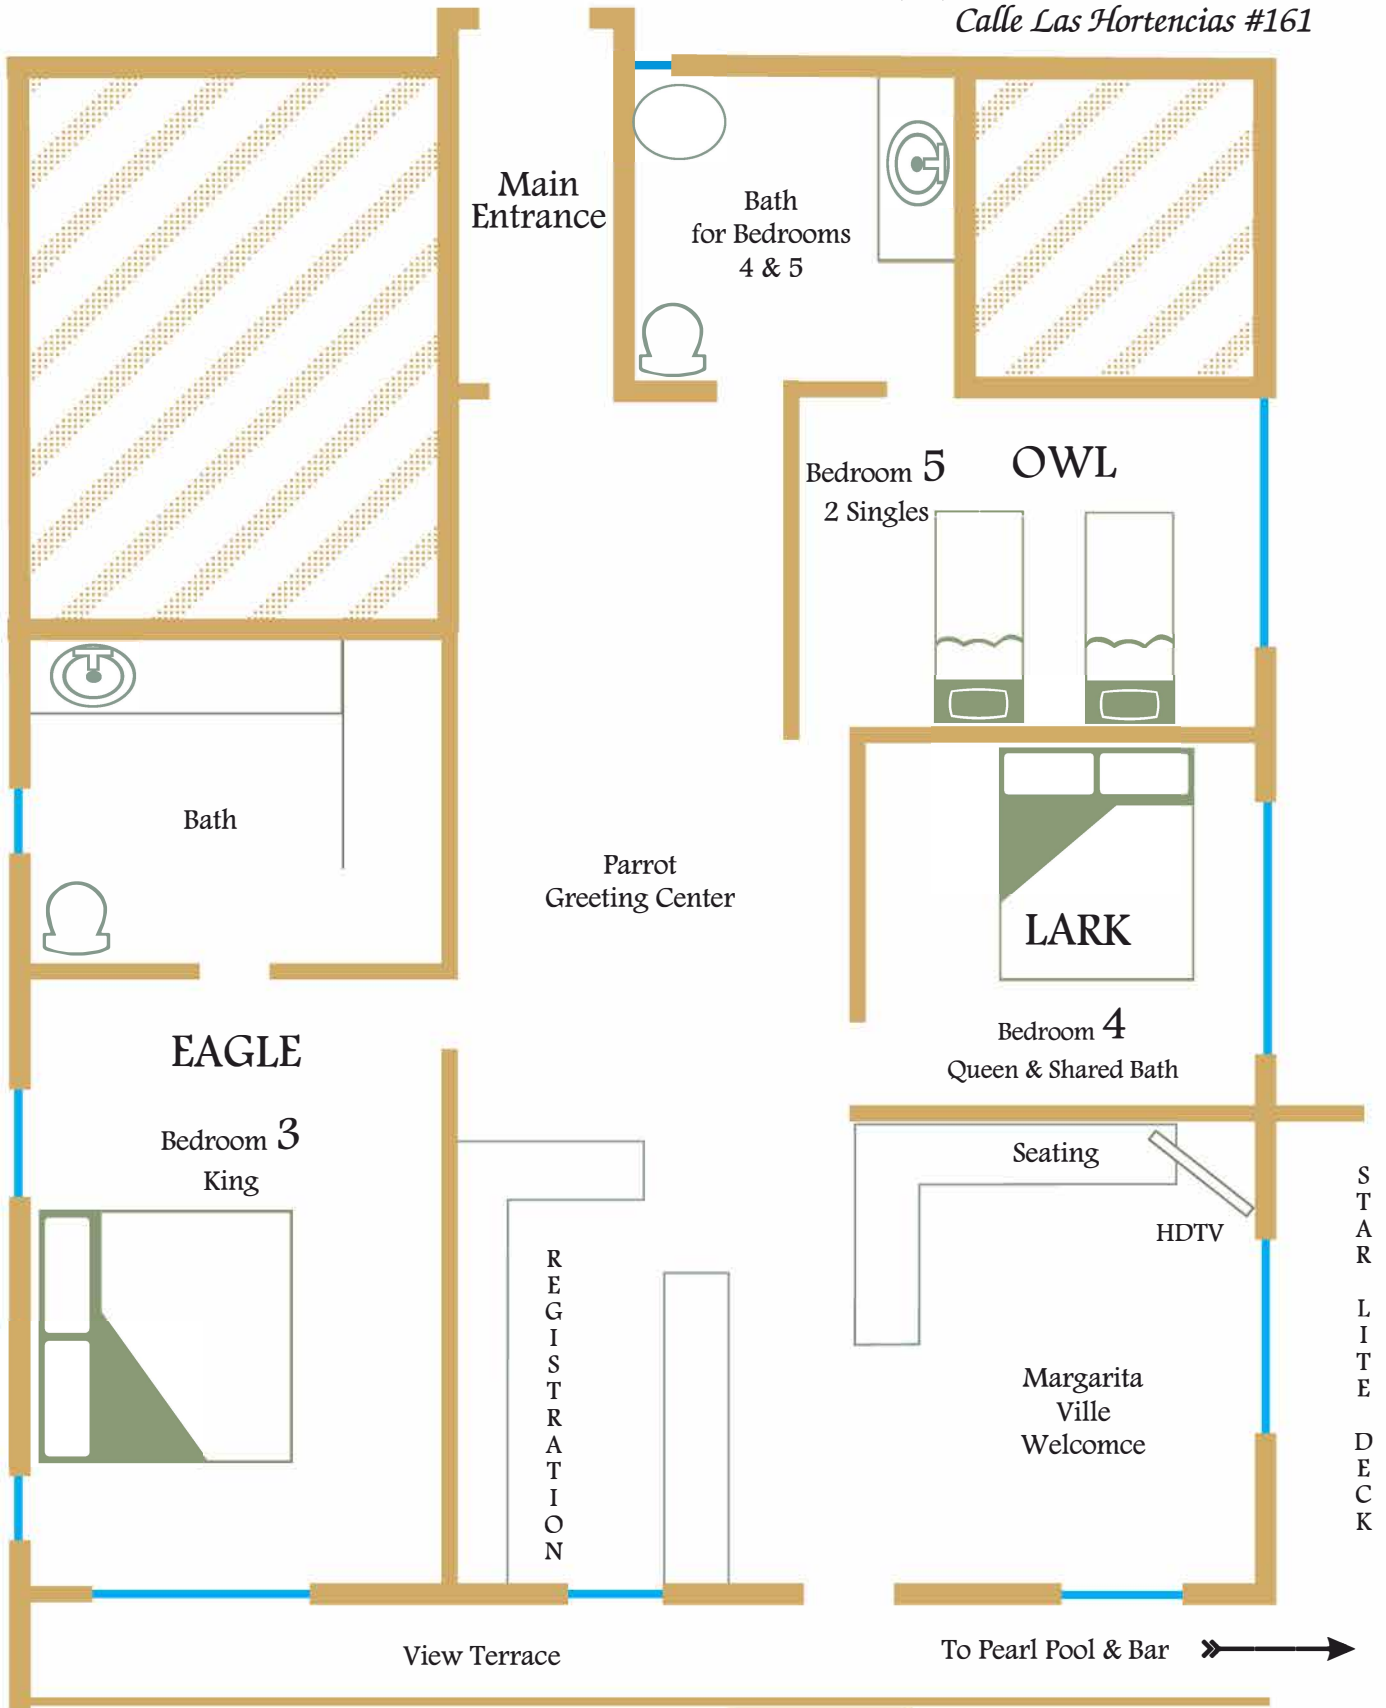 Calle Las Hortencias #161
Main
Entrance
Bath
for Bedrooms
4 & 5
Bedroom 5
OWL
2 Singles
Bath
Parrot
Greeting Center
LARK
Bedroom 4
Queen & Shared Bath
EAGLE
Bedroom 3
King
Seating
HDTV
STAR LITE DECK
REGISTRATION
Margarita
Ville
Welcomce
View Terrace
To Pearl Pool & Bar